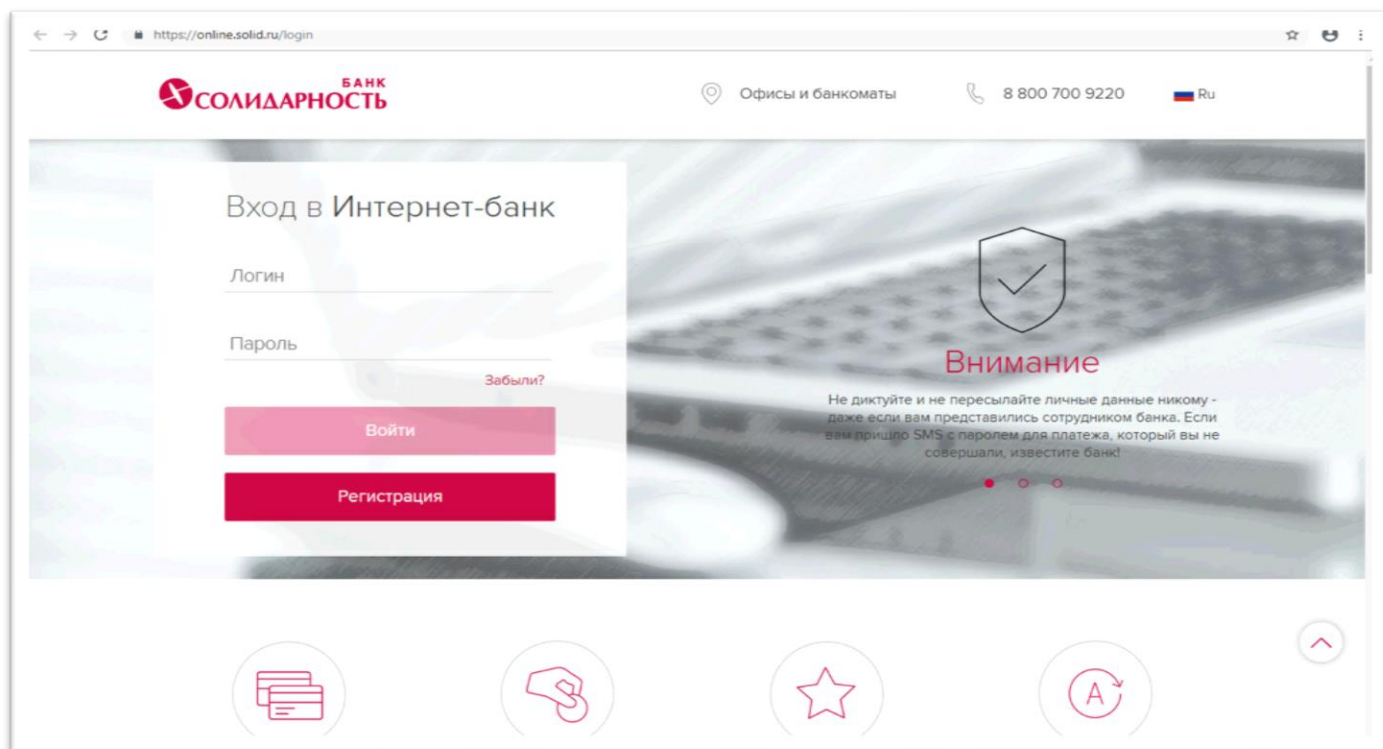 https://online.solid.ru/login
БАНК
СОЛИДАРНОСТЬ
Офисы и банкоматы
8 800 700 9220
Ru
Вход в Интернет-банк
Логин
Пароль
Забыли?
Войти
Регистрация
Внимание
Не диктуйте и не пересылайте личные данные никому -
даже если вам представились сотрудником банка. Если
вам пришло SMS с паролем для платежа, который вы не
совершали, известите банк!
A